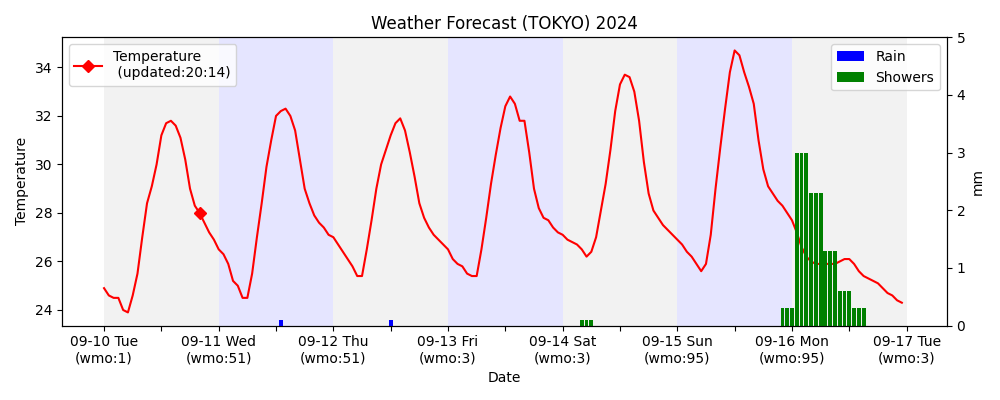 Weather Forecast (TOKYO) 2024
Temperature
(updated:20:14)
Rain
Showers
Temperature
34
32
30
28
26
24
5
4
3
2
1
0
mm
09-10 Tue
(wmo:1)
09-11 Wed
(wmo:51)
09-12 Thu
(wmo:51)
09-13 Fri
(wmo:3)
09-14 Sat
(wmo:3)
09-15 Sun
(wmo:95)
09-16 Mon
(wmo:95)
09-17 Tue
(wmo:3)
Date